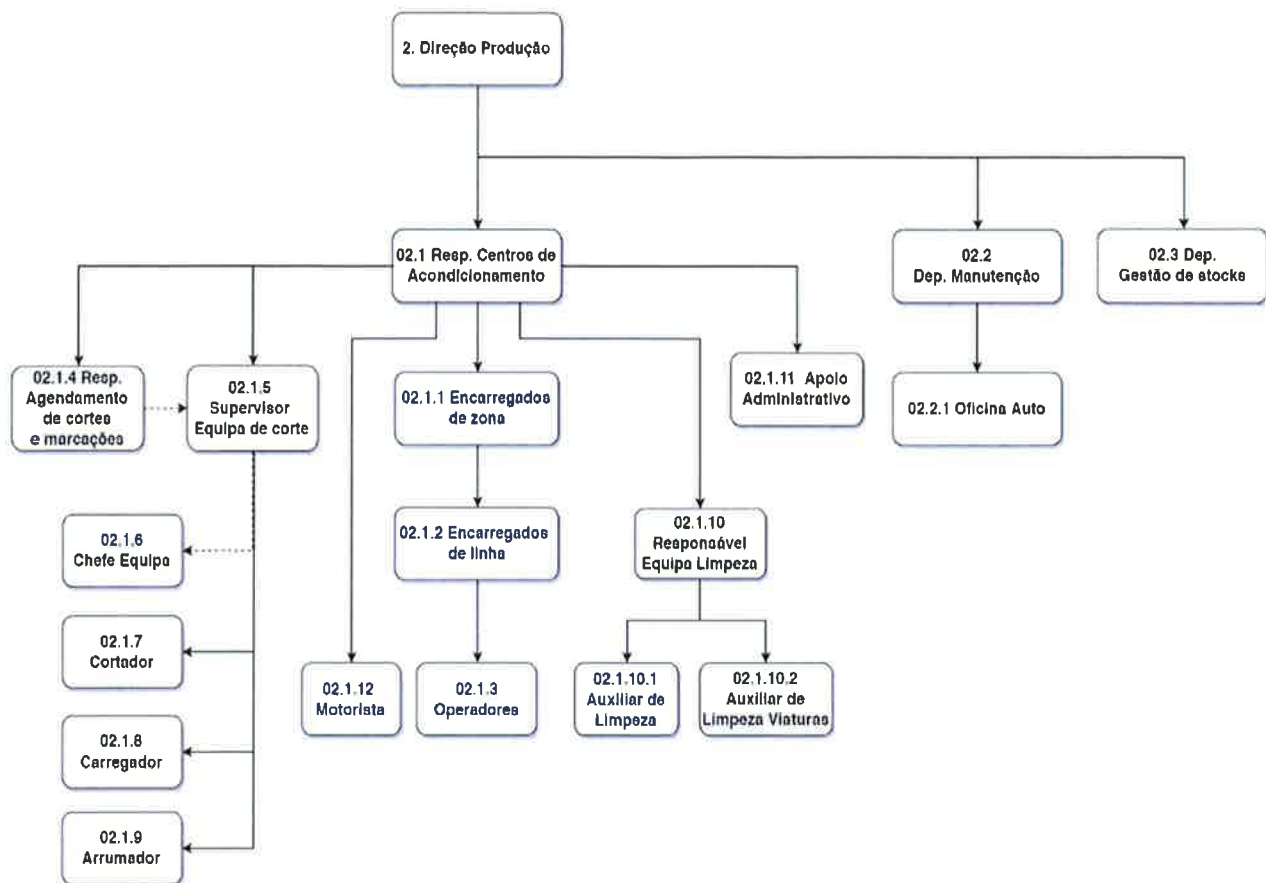 2. Direção Produção
02.1 Resp. Centros de
Acondicionamento
02.2
Dep. Manutenção
02.3 Dep.
Gestão de stocks
02.1.4 Resp.
Agendamento
de cortes
e marcações
02.1.5
Supervisor
Equipa de corte
02.1.1 Encarregados
de zona
02.1.11 Apoio
Administrativo
02.2.1 Oficina Auto
02.1.6
Chefe Equipa
02.1.2 Encarregados
de linha
02.1.10
Responsável
Equipa Limpeza
02.1.7
Cortador
02.1.12
Motorista
02.1.3
Operadores
02.1.10.1
Auxiliar de
Limpeza
02.1.10.2
Auxiliar de
Limpeza Viaturas
02.1.8
Carregador
02.1.9
Arrumador